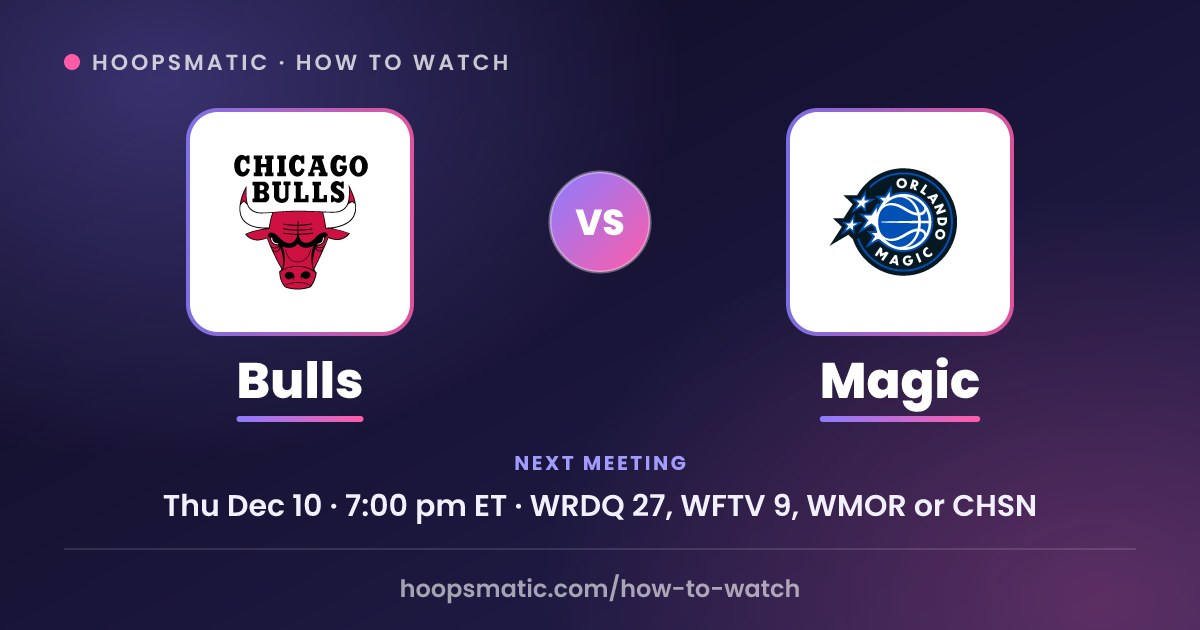 HOOPSMATIC · HOW TO WATCH
CHICAGO
BULLS
VS
ORLANDO
MAGIC
Bulls
Magic
NEXT MEETING
Thu Dec 10 · 7:00 pm ET · WRDQ 27, WFTV 9, WMOR or CHSN
hoopsmatic.com/how-to-watch